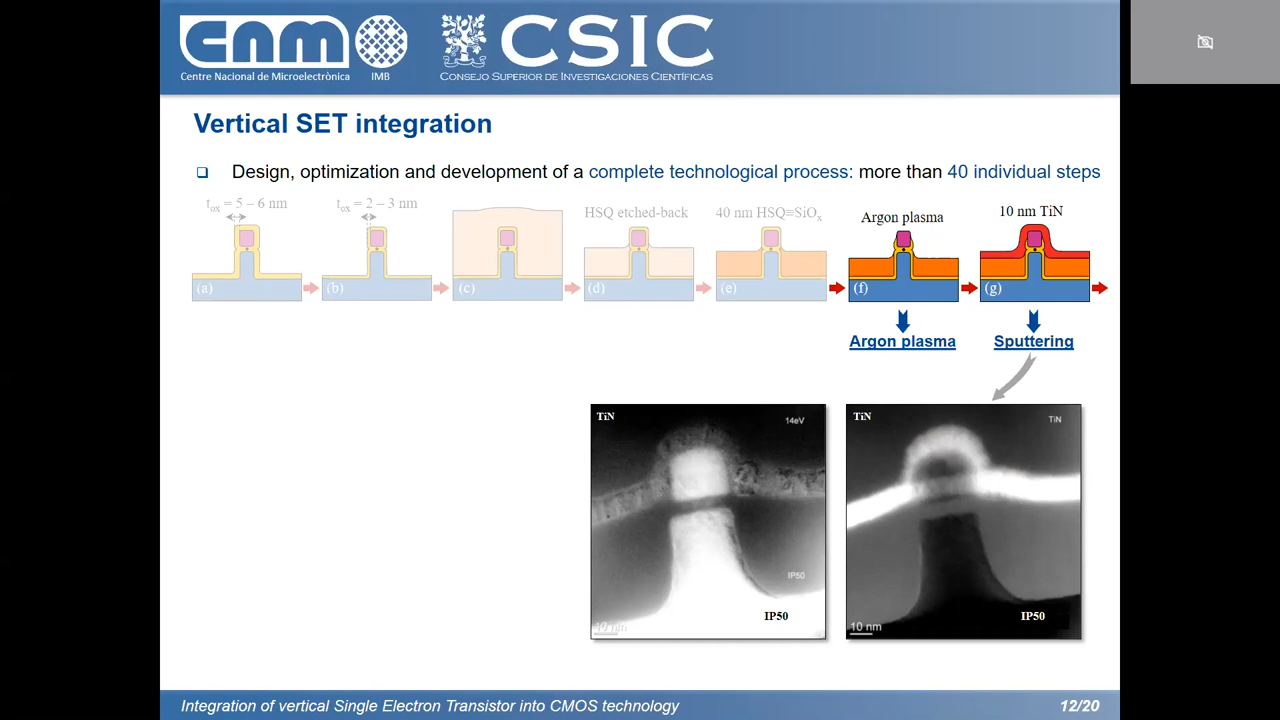 cnm
CSIC
Centre Nacional de Microelectrònica
IMB
CONSEJO SUPERIOR DE INVESTIGACIONES CIENTÍFICAS
Vertical SET integration
Design, optimization and development of a complete technological process: more than 40 individual steps
tox = 5 – 6 nm
tox = 2 – 3 nm
HSQ etched-back
40 nm HSQ≡SiOx
Argon plasma
10 nm TiN
(a)
(b)
(c)
(d)
(e)
(f)
(g)
Argon plasma
Sputtering
TiN
14eV
IP50
IP50
TiN
TiN
IP50
10 nm
Integration of vertical Single Electron Transistor into CMOS technology
12/20